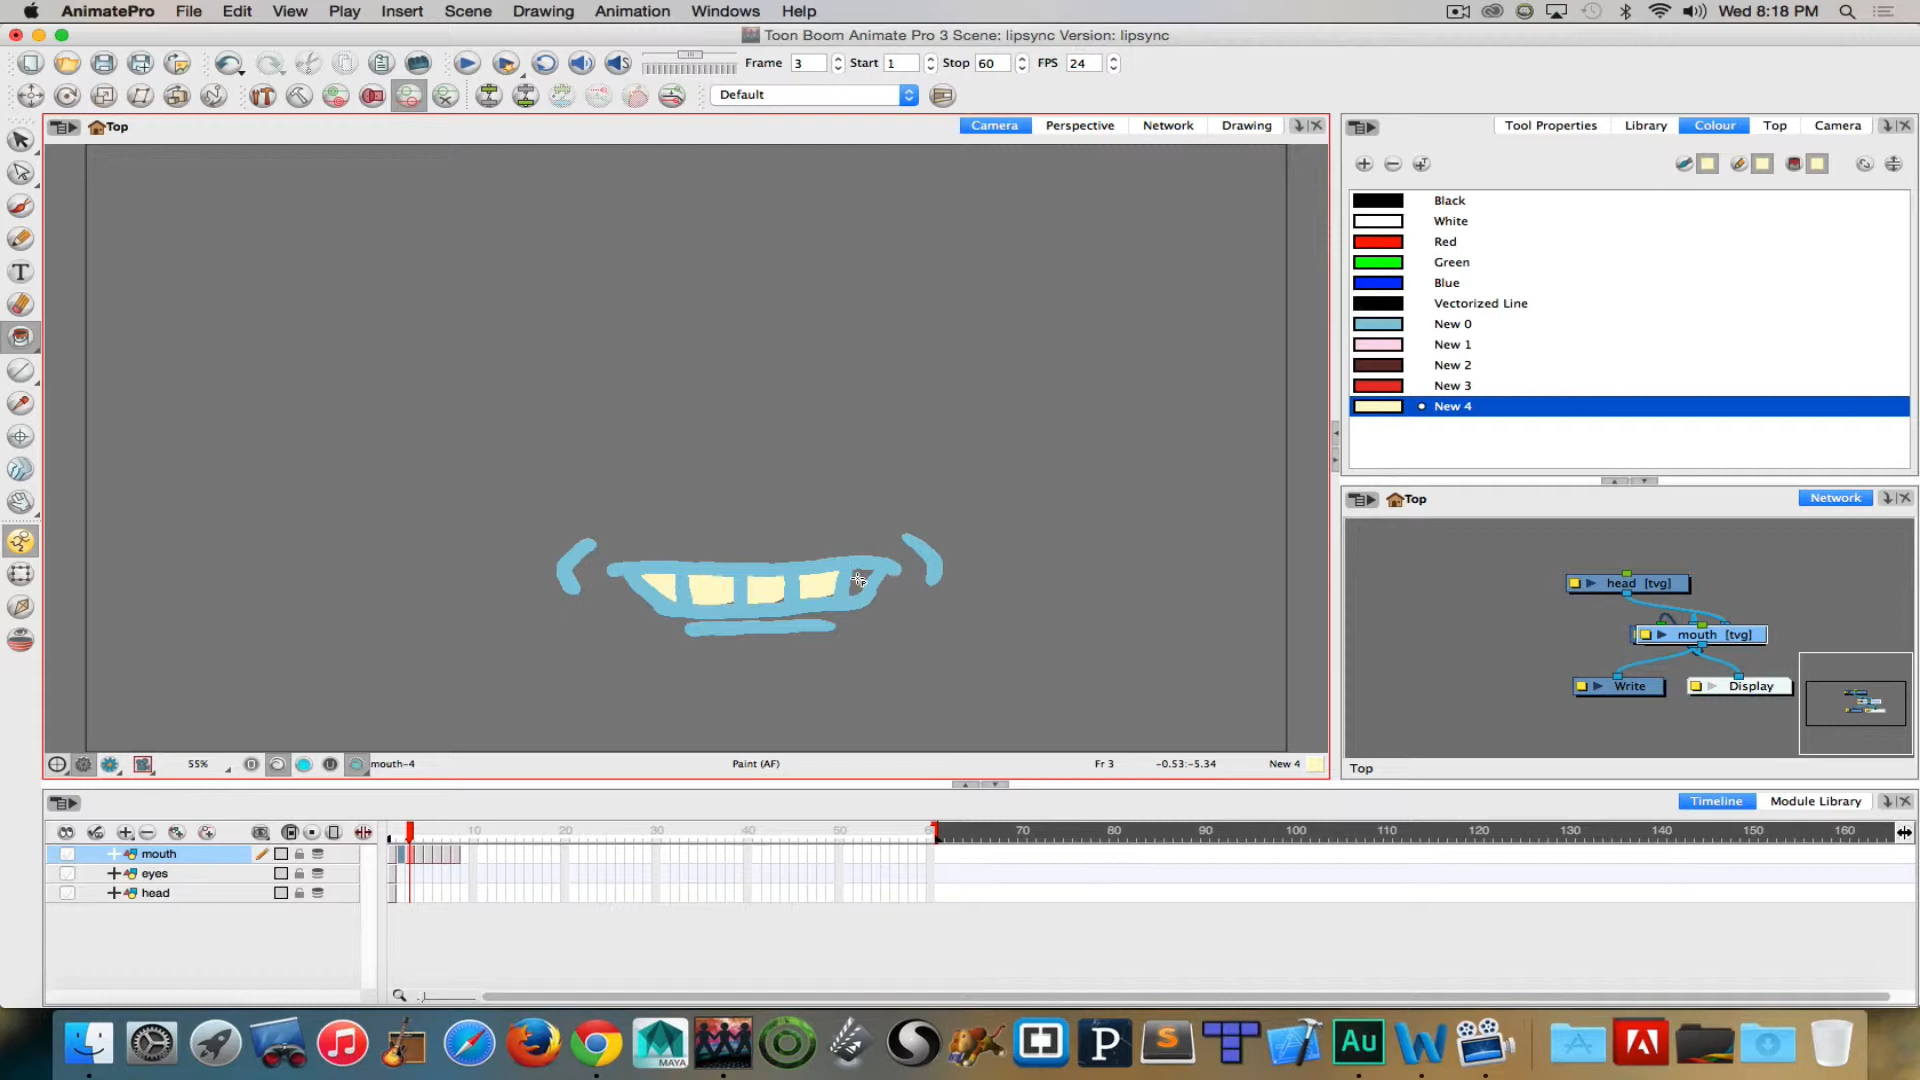 AnimatePro File Edit View Play Insert Scene Drawing Animation Windows Help Wed 8:18 PM
Toon Boom Animate Pro 3 Scene: lipsync Version: lipsync
Frame 3 Start 1 Stop 60 FPS 24
Default
Top Camera Perspective Network Drawing
Tool Properties Library Colour Top Camera
Black
White
Red
Green
Blue
Vectorized Line
New 0
New 1
New 2
New 3
New 4
Top Network
head [tvg]
mouth [tvg]
Write Display
Top
55% mouth-4 Paint (AF) Fr 3 -0.53:-5.34 New 4
Timeline Module Library
10 20 30 40 50 70 80 90 100 110 120 130 140 150 160
mouth
eyes
head
MAYA
P
S
T
Au
W